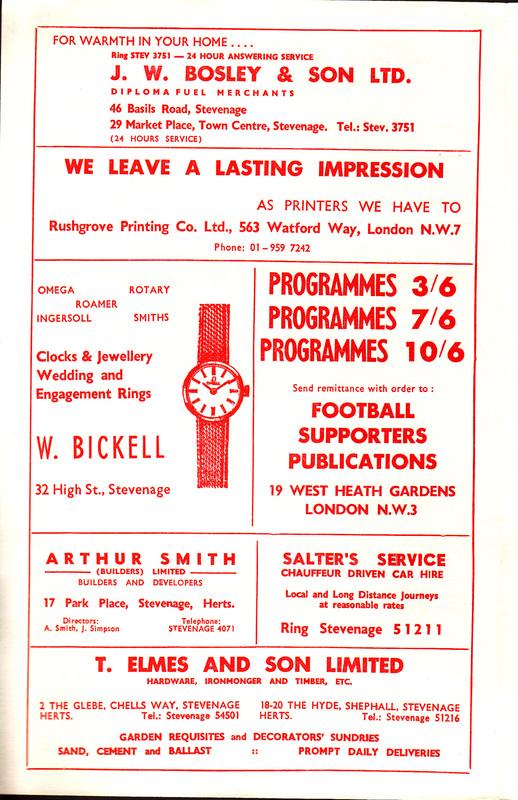 FOR WARMTH IN YOUR HOME ....
Ring STEV 3751 — 24 HOUR ANSWERING SERVICE
J. W. BOSLEY & SON LTD.
DIPLOMA FUEL MERCHANTS
46 Basils Road, Stevenage
29 Market Place, Town Centre, Stevenage. Tel.: Stev. 3751
(24 HOURS SERVICE)
WE LEAVE A LASTING IMPRESSION
AS PRINTERS WE HAVE TO
Rushgrove Printing Co. Ltd., 563 Watford Way, London N.W.7
Phone: 01-959 7242
OMEGA ROTARY
ROAMER
INGERSOLL SMITHS
Clocks & Jewellery
Wedding and
Engagement Rings
W. BICKELL
32 High St., Stevenage
PROGRAMMES 3/6
PROGRAMMES 7/6
PROGRAMMES 10/6
Send remittance with order to :
FOOTBALL
SUPPORTERS
PUBLICATIONS
19 WEST HEATH GARDENS
LONDON N.W.3
ARTHUR SMITH
(BUILDERS) LIMITED
BUILDERS AND DEVELOPERS
17 Park Place, Stevenage, Herts.
Directors: Telephone:
A. Smith, J. Simpson STEVENAGE 4071
SALTER'S SERVICE
CHAUFFEUR DRIVEN CAR HIRE
Local and Long Distance Journeys
at reasonable rates
Ring Stevenage 51211
T. ELMES AND SON LIMITED
HARDWARE, IRONMONGER AND TIMBER, ETC.
2 THE GLEBE, CHELLS WAY, STEVENAGE
HERTS. Tel.: Stevenage 54501
18-20 THE HYDE, SHEPHALL, STEVENAGE
HERTS. Tel.: Stevenage 51216
GARDEN REQUISITES and DECORATORS' SUNDRIES
SAND, CEMENT and BALLAST :: PROMPT DAILY DELIVERIES